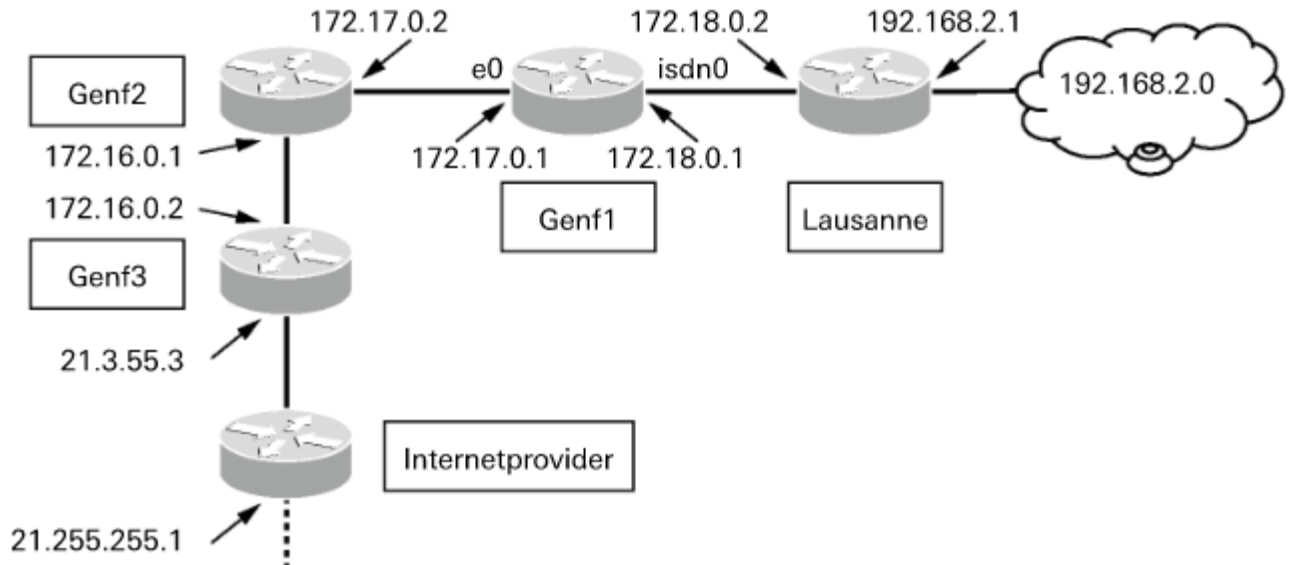 172.17.0.2
172.18.0.2
192.168.2.1
Genf2
e0
isdn0
192.168.2.0
172.16.0.1
172.17.0.1
172.18.0.1
172.16.0.2
Genf1
Lausanne
Genf3
21.3.55.3
Internetprovider
21.255.255.1